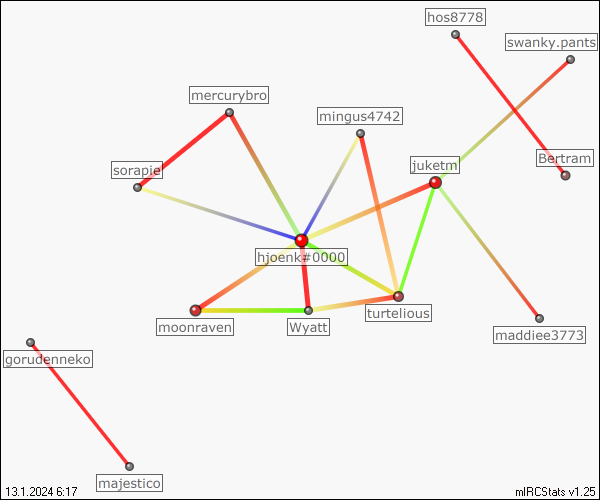 hos8778
swanky.pants
mercurybro
mingus4742
juketm
Bertram
sorapie
hjoenk#0000
turtelious
moonraven
Wyatt
maddiee3773
gorudenneko
majestico
13.1.2024 6:17
mIRCStats v1.25